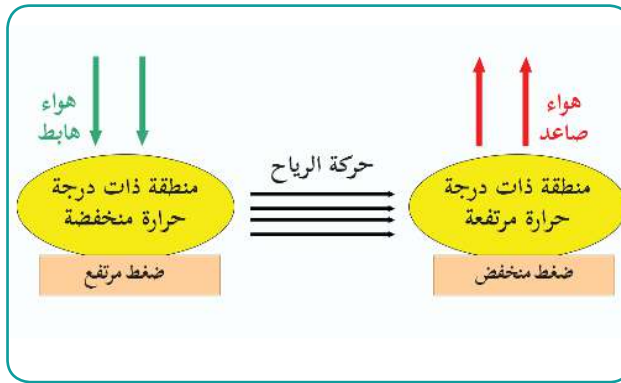 هواء
صاعد
منطقة ذات درجة
حرارة مرتفعة
ضغط منخفض
حركة الرياح
هواء
هابط
منطقة ذات درجة
حرارة منخفضة
ضغط مرتفع